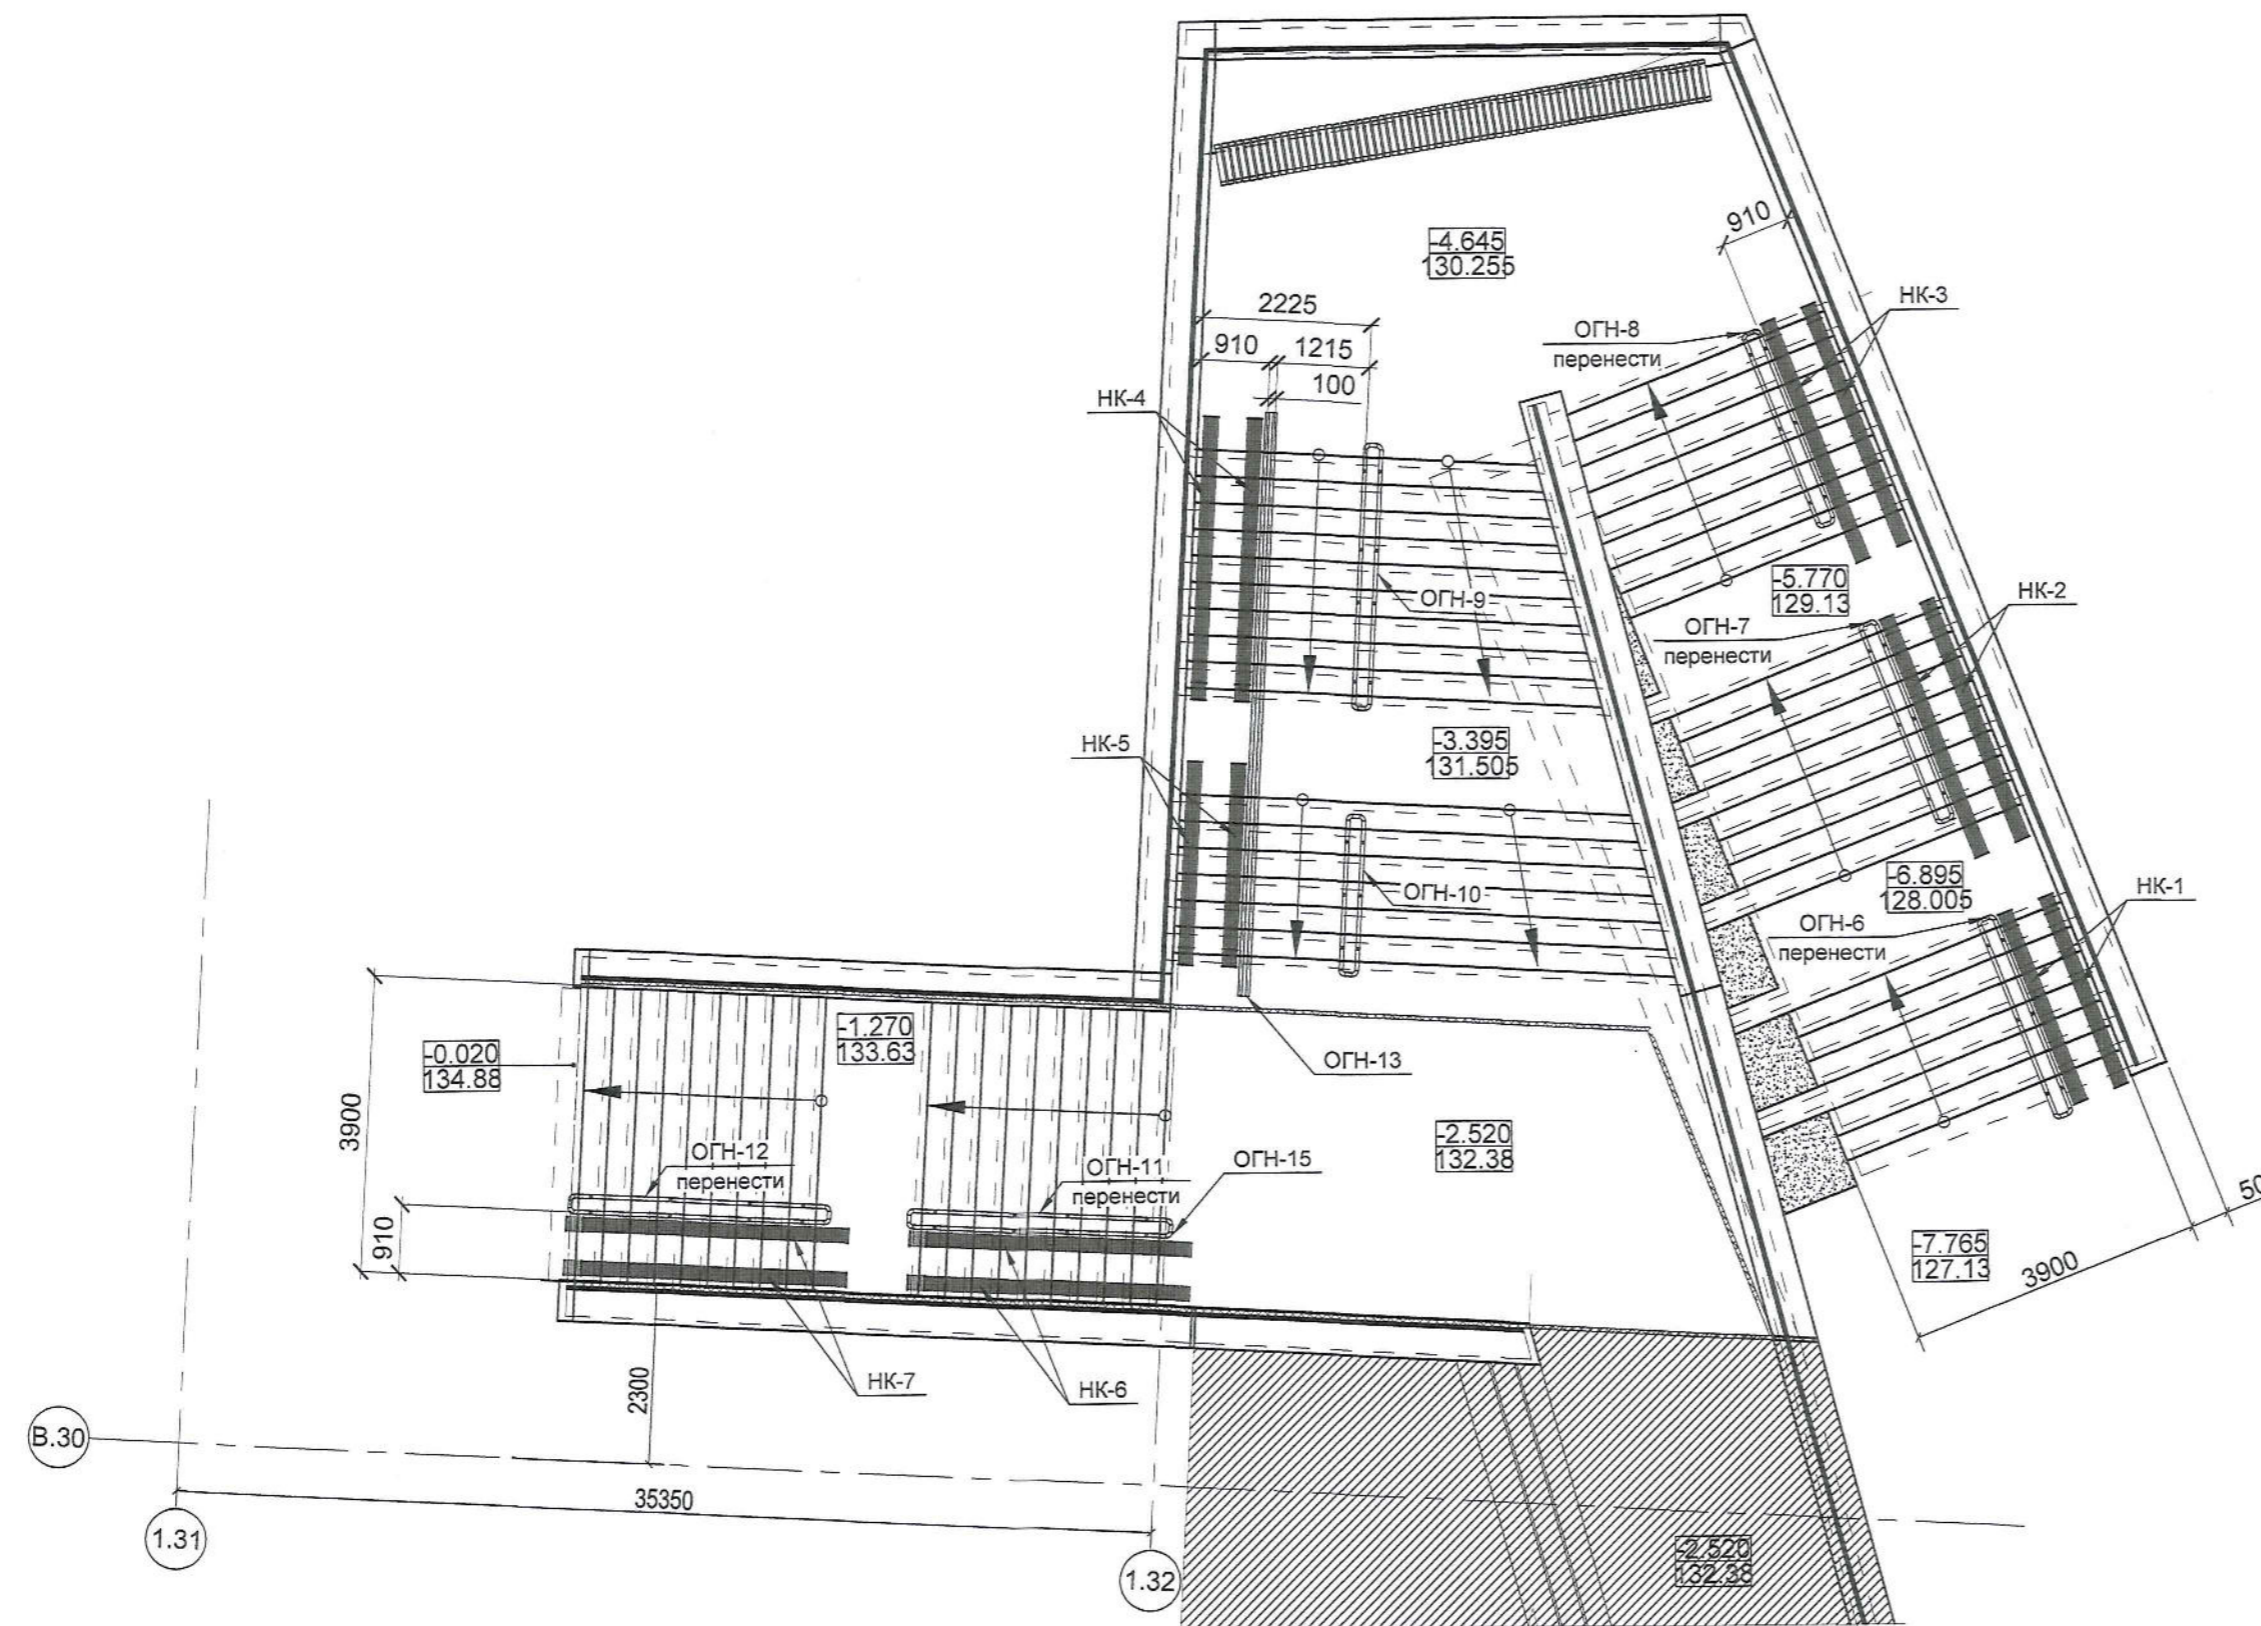 -4.645
130.255
910
НК-3
2225
910
1215
100
ОГН-8
перенести
НК-4
-5.770
129.13
НК-2
ОГН-9
ОГН-7
перенести
НК-5
-3.395
131.505
-6.895
128.005
НК-1
ОГН-10
ОГН-6
перенести
-0.020
134.88
-1.270
133.63
ОГН-13
3900
-2.520
132.38
ОГН-12
перенести
ОГН-11
перенести
ОГН-15
910
-7.765
127.13
3900
50
2300
НК-7
НК-6
В.30
35350
1.31
1.32
-2.520
132.38